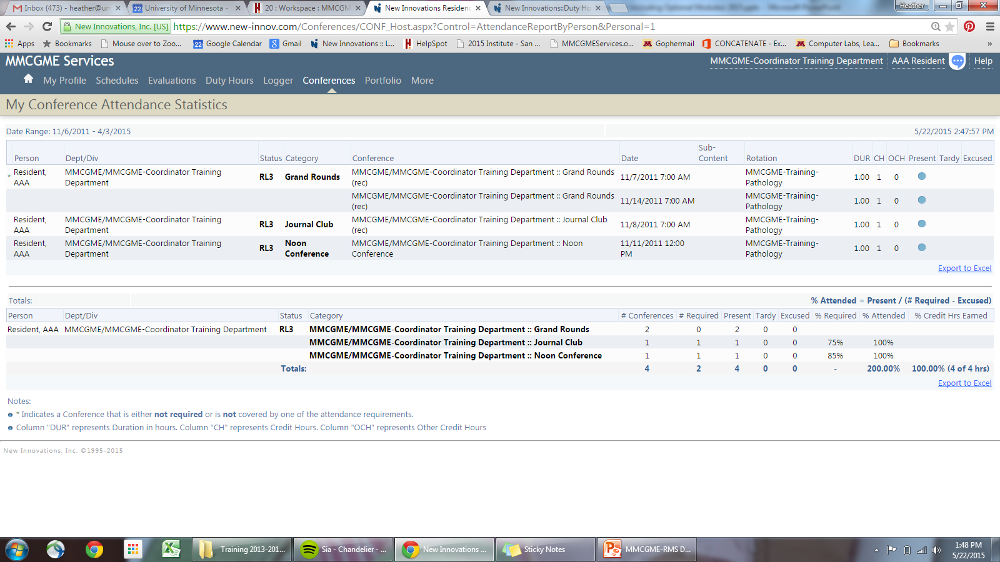 Inbox (473) - heather@um
University of Minnesota -
20 : Workspace : MMCGM
New Innovations Residenc
New Innovations::Duty Ho
Heather
New Innovations, Inc. [US]
https://www.new-innov.com/Conferences/CONF_Host.aspx?Control=AttendanceReportByPerson&Personal=1
Apps
Bookmarks
Mouse over to Zoo...
Google Calendar
Gmail
New Innovations :: L...
HelpSpot
2015 Institute - San ...
MMCGMEServices.o...
Gophermail
CONCATENATE - Ex...
Computer Labs, Lea...
Bookmarks
»
MMCGME Services
MMCGME-Coordinator Training Department
AAA Resident
Help
My Profile
Schedules
Evaluations
Duty Hours
Logger
Conferences
Portfolio
More
My Conference Attendance Statistics
Date Range: 11/6/2011 - 4/3/2015
5/22/2015 2:47:57 PM
Person Dept/Div Status Category Conference Date Sub-Content Rotation DUR CH OCH Present Tardy Excused
* Resident, AAA MMCGME/MMCGME-Coordinator Training Department RL3 Grand Rounds MMCGME/MMCGME-Coordinator Training Department :: Grand Rounds (rec) 11/7/2011 7:00 AM MMCGME-Training-Pathology 1.00 1 0
MMCGME/MMCGME-Coordinator Training Department :: Grand Rounds (rec) 11/14/2011 7:00 AM MMCGME-Training-Pathology 1.00 1 0
Resident, AAA MMCGME/MMCGME-Coordinator Training Department RL3 Journal Club MMCGME/MMCGME-Coordinator Training Department :: Journal Club (rec) 11/8/2011 7:00 AM MMCGME-Training-Pathology 1.00 1 0
Resident, AAA MMCGME/MMCGME-Coordinator Training Department RL3 Noon Conference MMCGME/MMCGME-Coordinator Training Department :: Noon Conference 11/11/2011 12:00 PM MMCGME-Training-Pathology 1.00 1 0
Export to Excel
Totals:
% Attended = Present / (# Required - Excused)
Person Dept/Div Status Category # Conferences # Required Present Tardy Excused % Required % Attended % Credit Hrs Earned
Resident, AAA MMCGME/MMCGME-Coordinator Training Department RL3 MMCGME/MMCGME-Coordinator Training Department :: Grand Rounds 2 0 2 0 0
MMCGME/MMCGME-Coordinator Training Department :: Journal Club 1 1 1 0 0 75% 100%
MMCGME/MMCGME-Coordinator Training Department :: Noon Conference 1 1 1 0 0 85% 100%
Totals: 4 2 4 0 0 - 200.00% 100.00% (4 of 4 hrs)
Export to Excel
Notes:
* Indicates a Conference that is either not required or is not covered by one of the attendance requirements.
Column "DUR" represents Duration in hours. Column "CH" represents Credit Hours. Column "OCH" represents Other Credit Hours
New Innovations, Inc. ©1995-2015
Training 2013-201...
Sia - Chandelier - ...
New Innovations ...
Sticky Notes
MMCGME-RMS D...
1:48 PM
5/22/2015